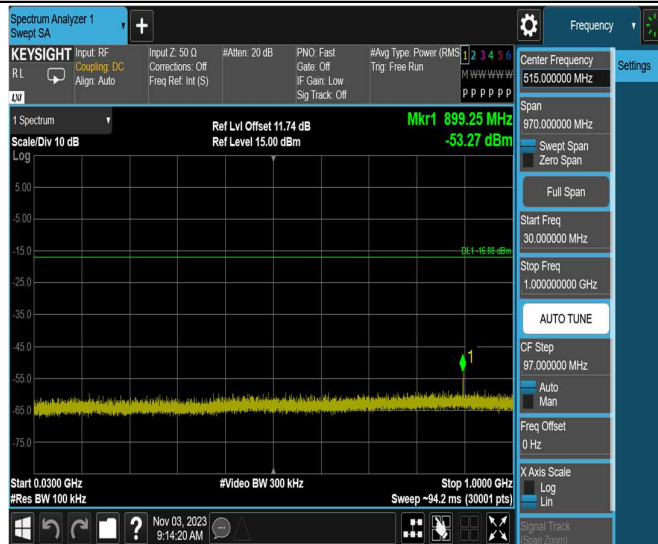 Spectrum Analyzer 1
Swept SA
+
Frequency
KEYSIGHT
RL
LXI
Input: RF
Coupling: DC
Align: Auto
Input Z: 50 Ω
Corrections: Off
Freq Ref: Int (S)
#Atten: 20 dB
PNO: Fast
Gate: Off
IF Gain: Low
Sig Track: Off
#Avg Type: Power (RMS
Trig: Free Run
1 2 3 4 5 6
M W W W W W
P P P P P P
1 Spectrum
Scale/Div 10 dB
Log
Ref Lvl Offset 11.74 dB
Ref Level 15.00 dBm
Mkr1 899.25 MHz
-53.27 dBm
5.00
-5.00
-15.0
-25.0
-35.0
-45.0
-55.0
-65.0
-75.0
DL1 -16.88 dBm
1
Start 0.0300 GHz
#Res BW 100 kHz
#Video BW 300 kHz
Stop 1.0000 GHz
Sweep ~94.2 ms (30001 pts)
Nov 03, 2023
9:14:20 AM
?
Center Frequency
515.000000 MHz
Span
970.000000 MHz
Swept Span
Zero Span
Full Span
Start Freq
30.000000 MHz
Stop Freq
1.000000000 GHz
AUTO TUNE
CF Step
97.000000 MHz
Auto
Man
Freq Offset
0 Hz
X Axis Scale
Log
Lin
Signal Track
(Span Zoom)
Settings